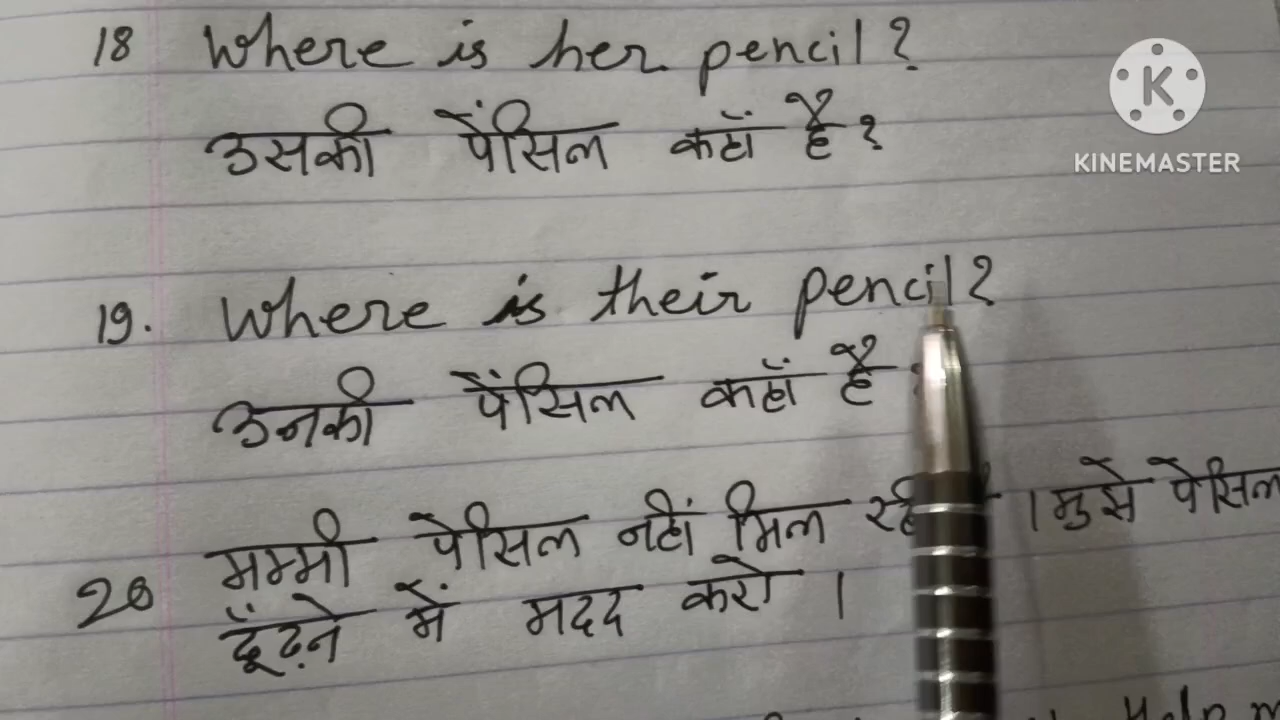 18 Where is her pencil?
उसकी पेंसिल कहाँ है?
19. Where is their pencil?
उनकी पैंसिल कहाँ है
मम्मी पेंसिल नहीं मिल । मुझे पेंसिल
20 ढूँढ़ने में मदद करो ।
Help
K
KINEMASTER